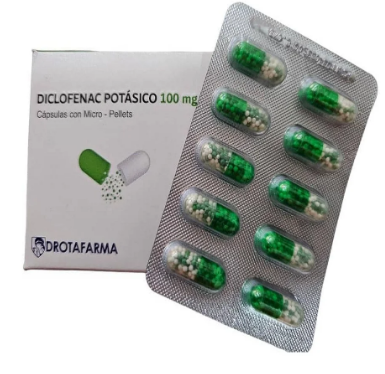 DICLOFENAC POTÁSICO 100 mg
Cápsulas con Micro - Pellets
DROTAFARMA